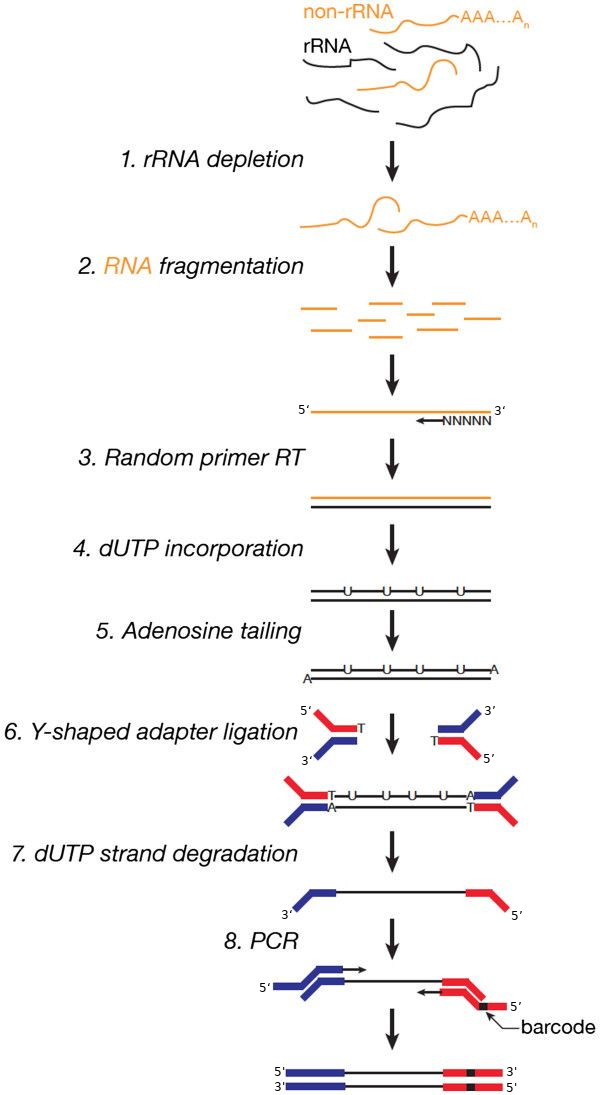 non-rRNA
AAA...An
rRNA
1. rRNA depletion
AAA...An
2. RNA fragmentation
5' 3'
NNNNN
3. Random primer RT
4. dUTP incorporation
U U U U
5. Adenosine tailing
U U U U A
A
5' T 3'
6. Y-shaped adapter ligation
3' T 5'
T U U U U A
A T
7. dUTP strand degradation
3' 5'
8. PCR
5' 5'
barcode
5' 3'
3' 5'